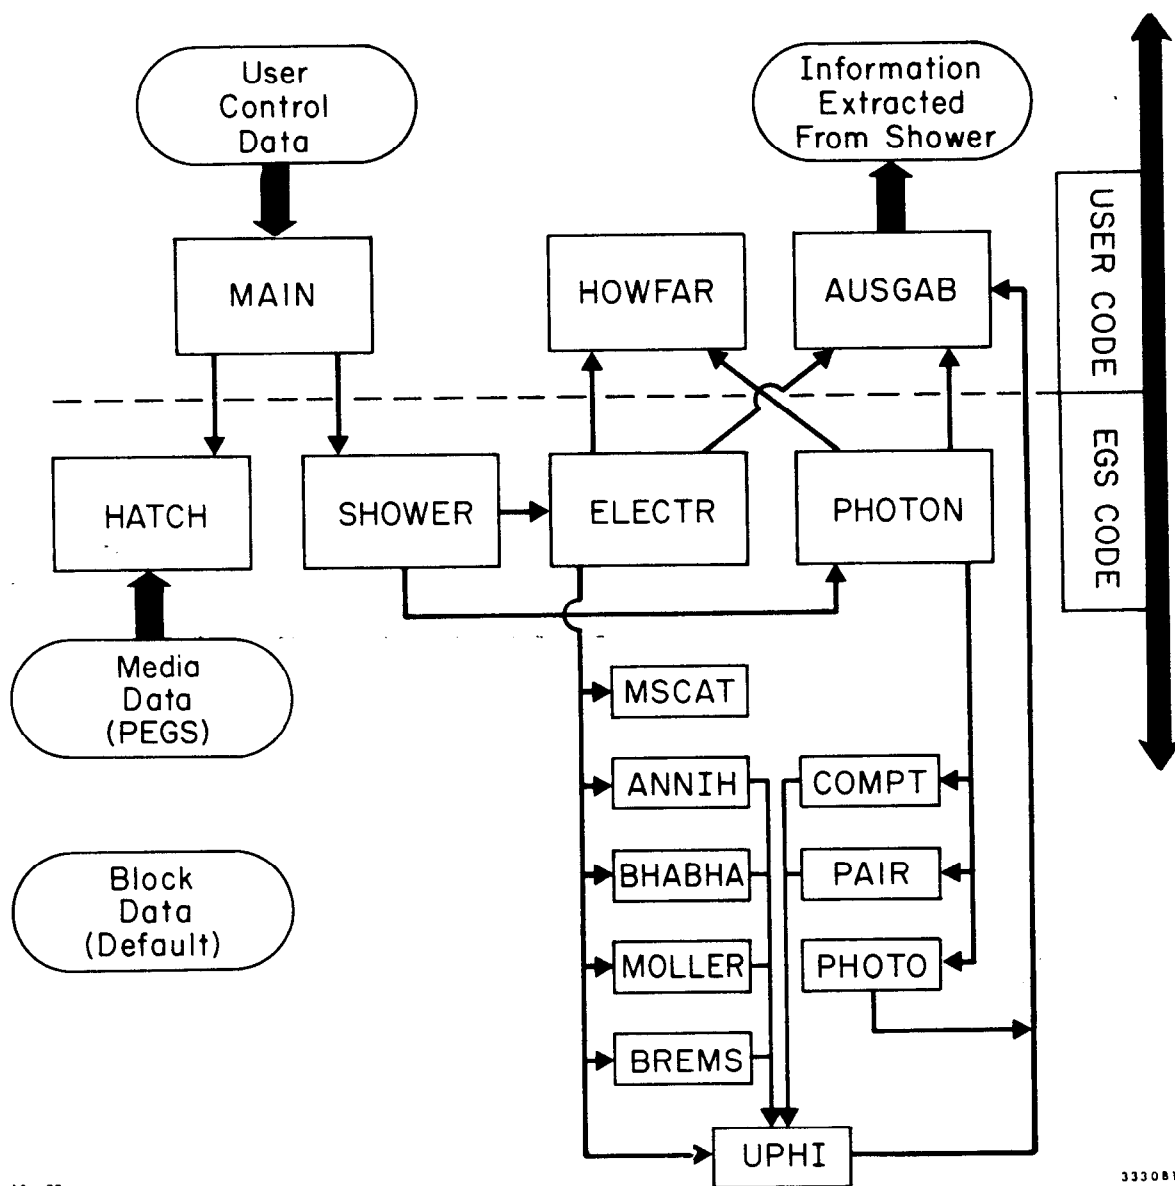 User
Control
Data
Information
Extracted
From Shower
MAIN
HOWFAR
AUSGAB
USER CODE
HATCH
SHOWER
ELECTR
PHOTON
EGS CODE
Media
Data
(PEGS)
MSCAT
ANNIH
COMPT
Block
Data
(Default)
BHABHA
PAIR
MOLLER
PHOTO
BREMS
UPHI